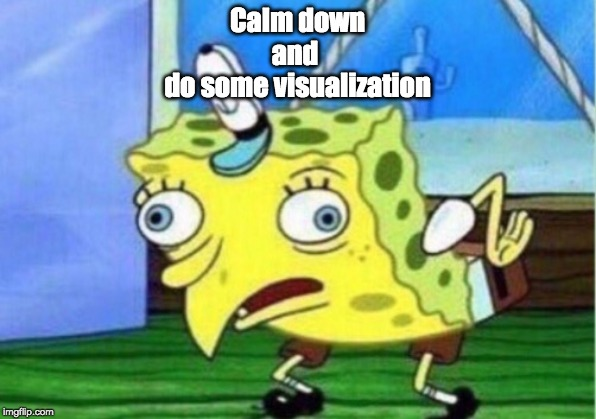 Calm down
and
do some visualization
imgflip.com